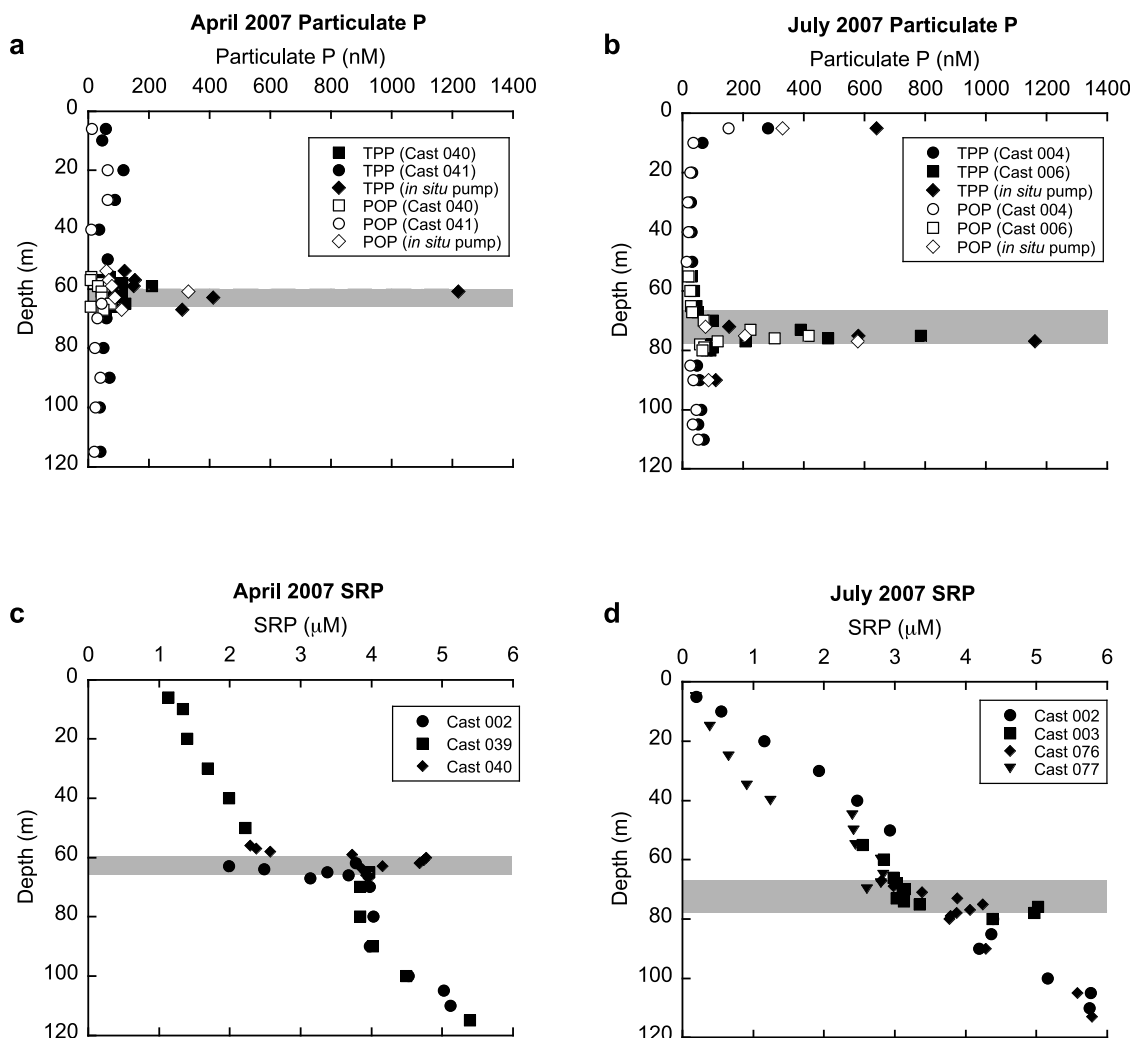 April 2007 Particulate P
a
Particulate P (nM)
0 200 400 600 800 1000 1200 1400
0
20
40
60
80
100
120
Depth (m)
TPP (Cast 040)
TPP (Cast 041)
TPP (in situ pump)
POP (Cast 040)
POP (Cast 041)
POP (in situ pump)
July 2007 Particulate P
b
Particulate P (nM)
0 200 400 600 800 1000 1200 1400
0
20
40
60
80
100
120
Depth (m)
TPP (Cast 004)
TPP (Cast 006)
TPP (in situ pump)
POP (Cast 004)
POP (Cast 006)
POP (in situ pump)
April 2007 SRP
c
SRP (μM)
0 1 2 3 4 5 6
0
20
40
60
80
100
120
Depth (m)
Cast 002
Cast 039
Cast 040
July 2007 SRP
d
SRP (μM)
0 1 2 3 4 5 6
0
20
40
60
80
100
120
Depth (m)
Cast 002
Cast 003
Cast 076
Cast 077